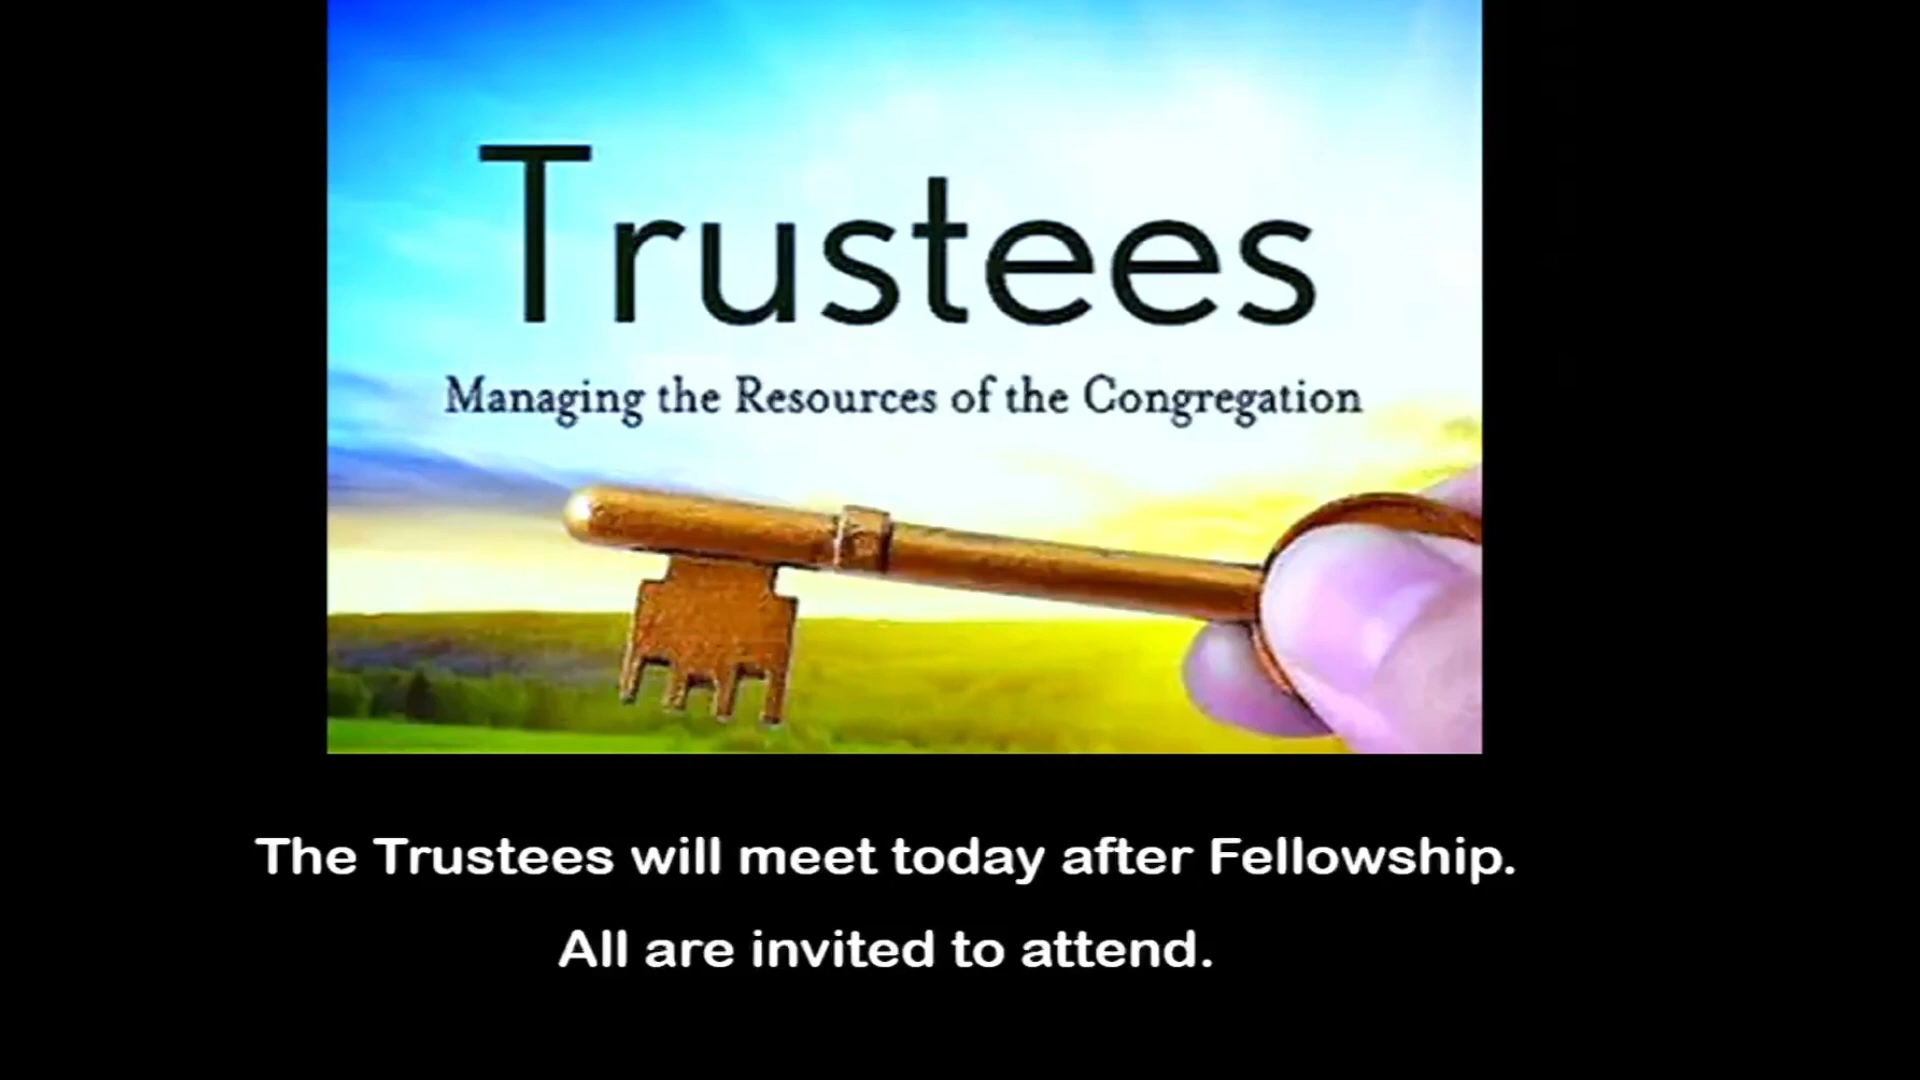 Trustees
Managing the Resources of the Congregation
The Trustees will meet today after Fellowship.
All are invited to attend.